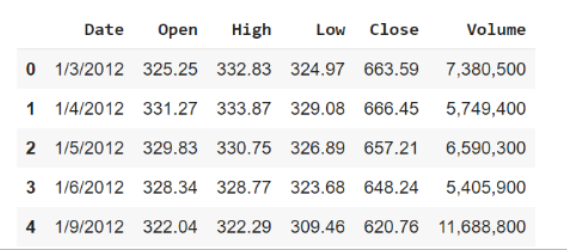 Date Open High Low Close Volume
0 1/3/2012 325.25 332.83 324.97 663.59 7,380,500
1 1/4/2012 331.27 333.87 329.08 666.45 5,749,400
2 1/5/2012 329.83 330.75 326.89 657.21 6,590,300
3 1/6/2012 328.34 328.77 323.68 648.24 5,405,900
4 1/9/2012 322.04 322.29 309.46 620.76 11,688,800